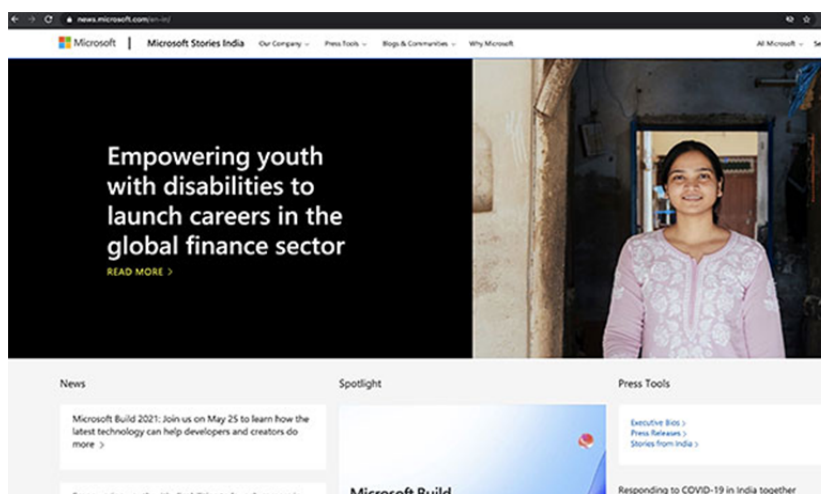 news.microsoft.com/en-in/
Microsoft
Microsoft Stories India
Our Company
Press Tools
Blogs & Communities
Why Microsoft
All Microsoft
Se
Empowering youth
with disabilities to
launch careers in the
global finance sector
READ MORE >
News
Microsoft Build 2021: Join us on May 25 to learn how the
latest technology can help developers and creators do
more >
Spotlight
Microsoft Build
Press Tools
Executive Bios >
Press Releases >
Stories from India >
Responding to COVID-19 in India together